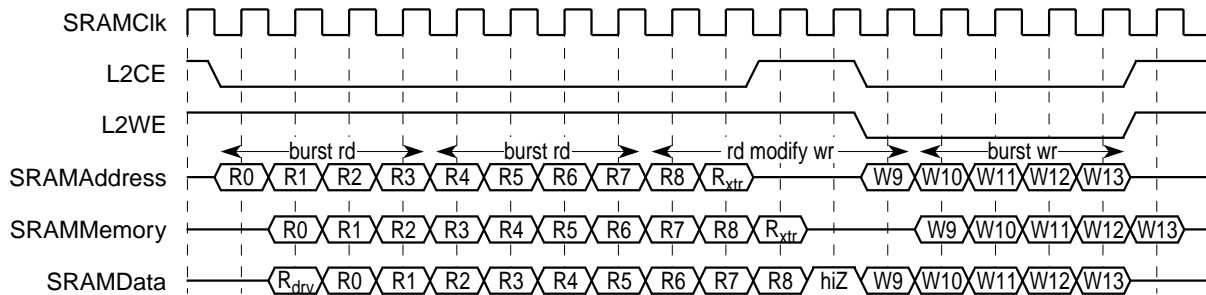 SRAMClk
L2CE
L2WE
burst rd burst rd rd modify wr burst wr
SRAMAddress R0 R1 R2 R3 R4 R5 R6 R7 R8 Rxtr W9 W10 W11 W12 W13
SRAMMemory R0 R1 R2 R3 R4 R5 R6 R7 R8 Rxtr W9 W10 W11 W12 W13
SRAMData Rdrv R0 R1 R2 R3 R4 R5 R6 R7 R8 hiZ W9 W10 W11 W12 W13